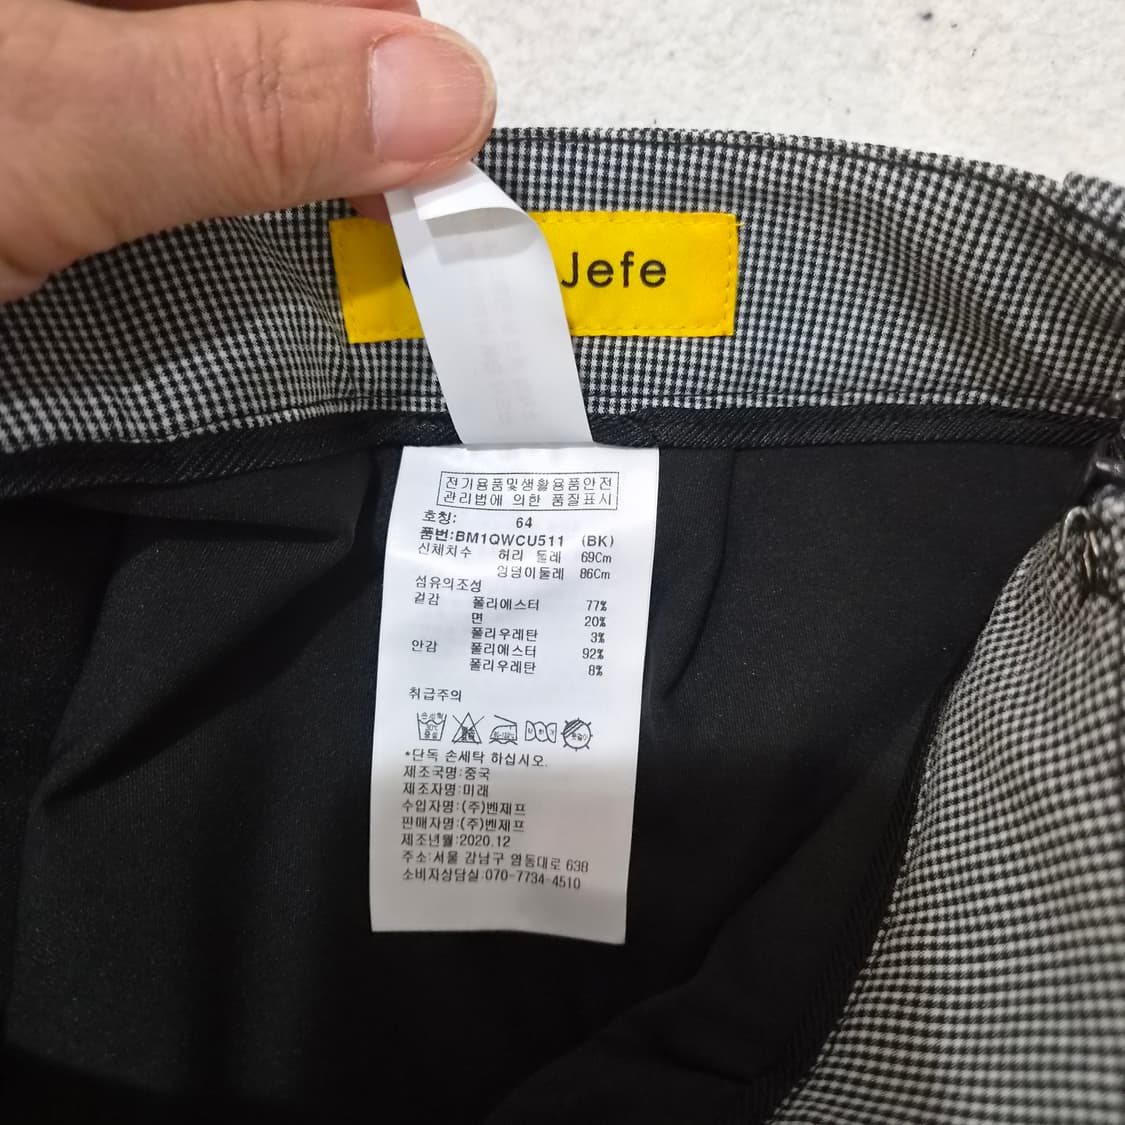 Jefe
전기용품및생활용품안전
관리법에 의한 품질표시
호칭: 64
품번:BM1QWCU511 (BK)
신체치수 허리 둘레 69Cm
엉덩이둘레 86Cm
섬유의조성
겉감 폴리에스터 77%
면 20%
폴리우레탄 3%
안감 폴리에스터 92%
폴리우레탄 8%
취급주의
손세탁
*단독 손세탁 하십시오.
제조국명:중국
제조자명:미래
수입자명:(주)벤제프
판매자명:(주)벤제프
제조년월:2020.12
주소:서울 강남구 영동대로 638
소비자상담실:070-7734-4510